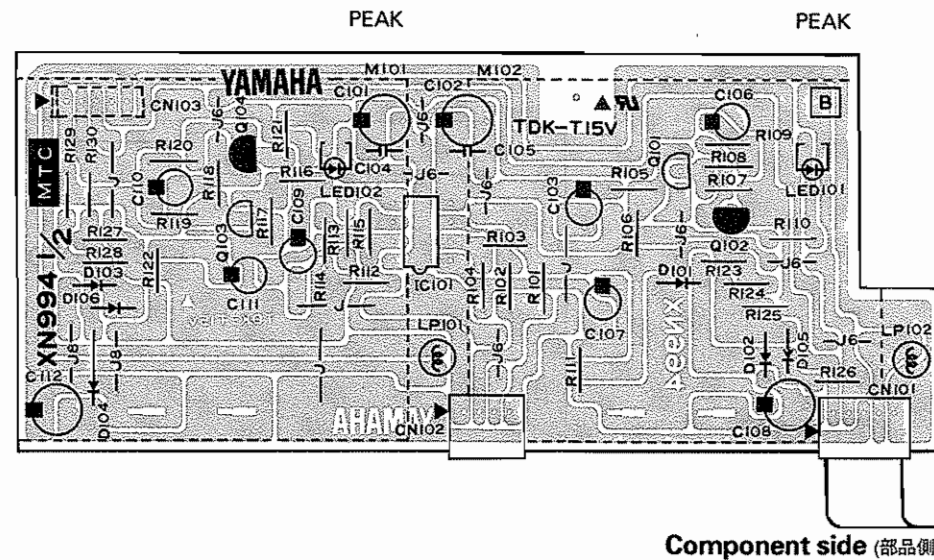 PEAK PEAK
YAMAHA M101 M102
C101 C102 C106 B
CN103 Q104 J6 R121 J6 TDK-T15V
R129 R130 R120 C104 C105 Q101 R109
MTC J C110 R118 R116 LED102 J6 J6 C103 R105 R108
R107 LED101
R119 R117 C109 R113 R115 R106 J6 R110
R127 Q103 R103 J Q102
R128 R122 R114 R112 IC101 R104 R102 R101 D101 R123 J6
D103 C111 J R124
D106 LP101 C107 XN994 R125
XN994 1/2 J8 J8 J J6 R111 D102 D105 J6 LP102
C112 R126
D104 YAMAHA CN102 C108 CN101
Component side (部品側